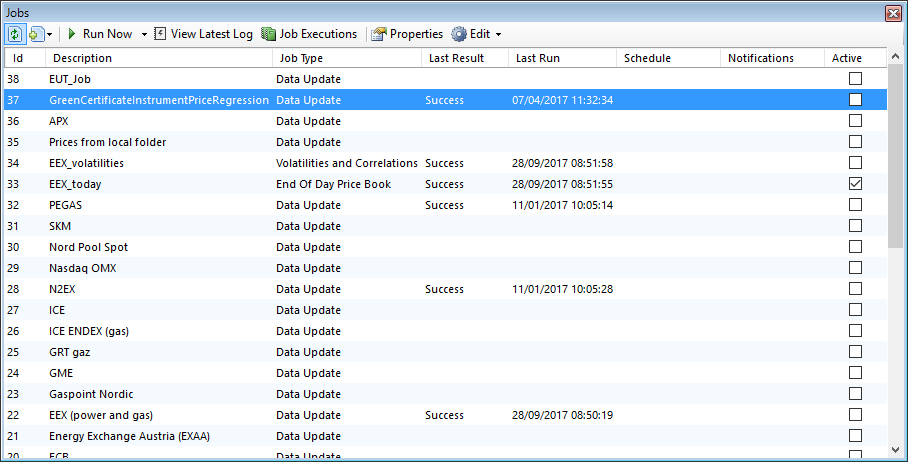 Jobs
Run Now View Latest Log Job Executions Properties Edit
Id Description Job Type Last Result Last Run Schedule Notifications Active
38 EUT_Job Data Update
37 GreenCertificateInstrumentPriceRegression Data Update Success 07/04/2017 11:32:34
36 APX Data Update
35 Prices from local folder Data Update
34 EEX_volatilities Volatilities and Correlations Success 28/09/2017 08:51:58
33 EEX_today End Of Day Price Book Success 28/09/2017 08:51:55
32 PEGAS Data Update Success 11/01/2017 10:05:14
31 SKM Data Update
30 Nord Pool Spot Data Update
29 Nasdaq OMX Data Update
28 N2EX Data Update Success 11/01/2017 10:05:28
27 ICE Data Update
26 ICE ENDEX (gas) Data Update
25 GRT gaz Data Update
24 GME Data Update
23 Gaspoint Nordic Data Update
22 EEX (power and gas) Data Update Success 28/09/2017 08:50:19
21 Energy Exchange Austria (EXAA) Data Update
20 ECB Data Update